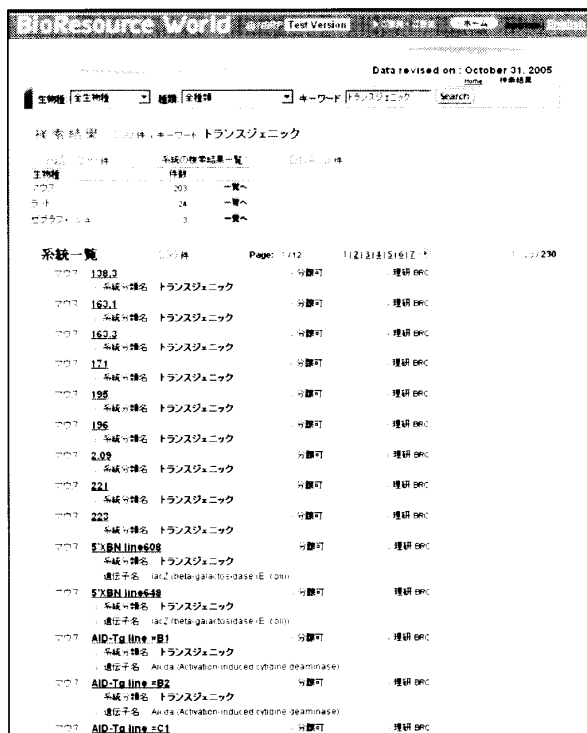 BioResource World Test Version ホーム English
Data revised on : October 31, 2005
Home 検索結果
生物種 全生物種 種類 全種類 キーワード トランスジェニック Search
検索結果 件 : キーワード トランスジェニック
件 系統の検索結果一覧 件
生物種 件数
マウス 203 一覧へ
ラット 24 一覧へ
ゼブラフィッシュ 3 一覧へ
系統一覧 件 Page: 1/12 1|2|3|4|5|6|7 /230
マウス 138.3 分譲可 理研 BRC
系統分類名 トランスジェニック
マウス 163.1 分譲可 理研 BRC
系統分類名 トランスジェニック
マウス 163.3 分譲可 理研 BRC
系統分類名 トランスジェニック
マウス 171 分譲可 理研 BRC
系統分類名 トランスジェニック
マウス 195 分譲可 理研 BRC
系統分類名 トランスジェニック
マウス 196 分譲可 理研 BRC
系統分類名 トランスジェニック
マウス 2.09 分譲可 理研 BRC
系統分類名 トランスジェニック
マウス 221 分譲可 理研 BRC
系統分類名 トランスジェニック
マウス 223 分譲可 理研 BRC
系統分類名 トランスジェニック
マウス 5'XBN line608 分譲可 理研 BRC
系統分類名 トランスジェニック
遺伝子名 lacZ (beta-galactosidase (E. coli))
マウス 5'XBN line648 分譲可 理研 BRC
系統分類名 トランスジェニック
遺伝子名 lacZ (beta-galactosidase (E. coli))
マウス AID-Tg line =B1 分譲可 理研 BRC
系統分類名 トランスジェニック
遺伝子名 Aicda (Activation-induced cytidine deaminase)
マウス AID-Tg line =B2 分譲可 理研 BRC
系統分類名 トランスジェニック
遺伝子名 Aicda (Activation-induced cytidine deaminase)
マウス AID-Tg line =C1 分譲可 理研 BRC